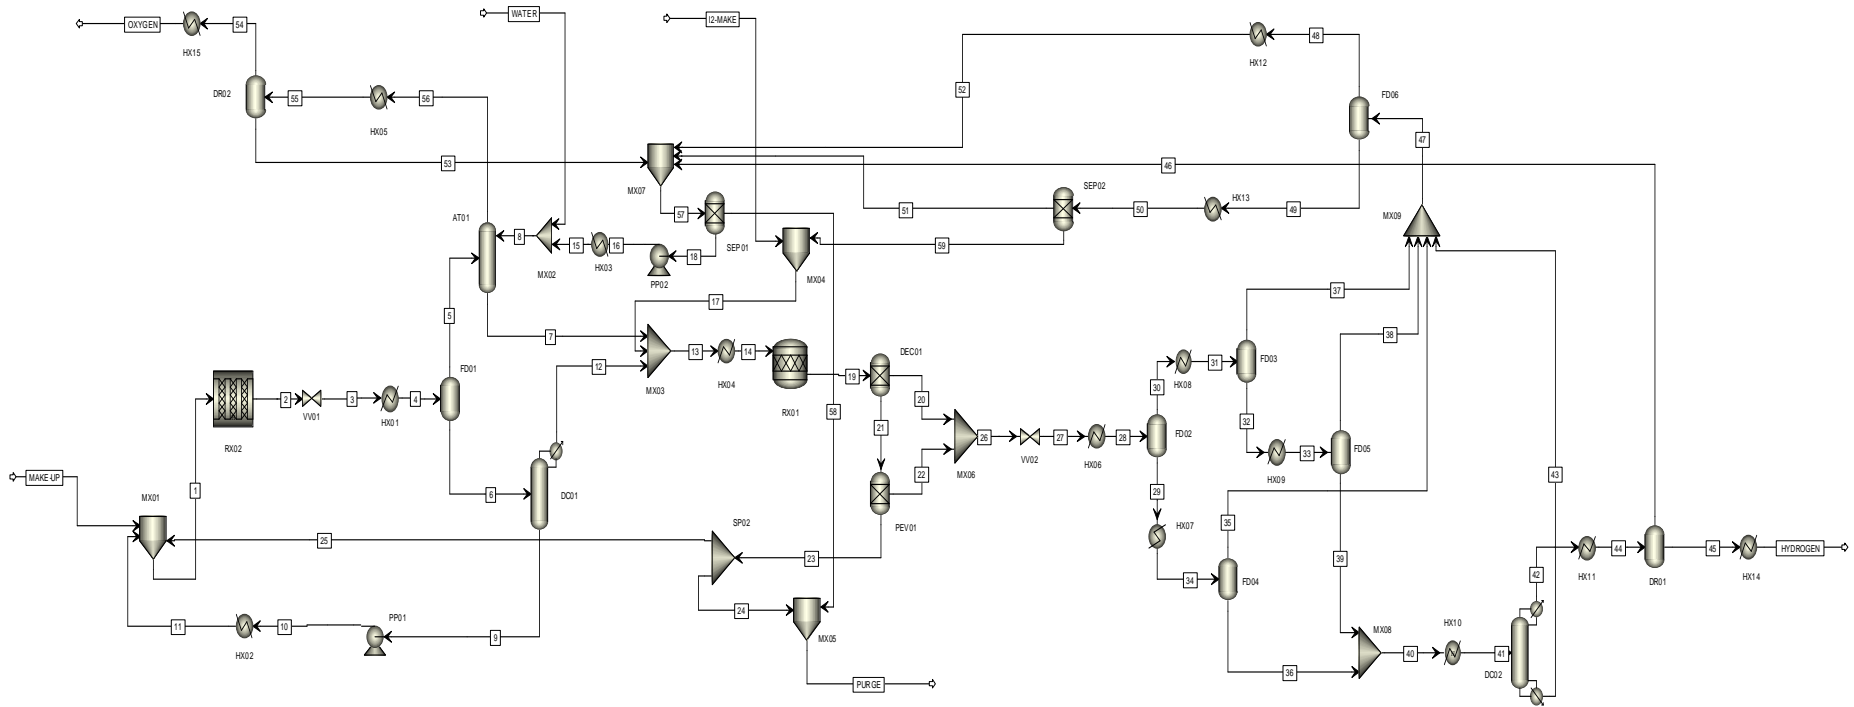 OXYGEN
54
HX15
WATER
I2-MAKE
48
HX12
DR02
55
56
HX05
52
FD06
47
53
MX07
46
57
SEP01
SEP02
51
50
HX13
49
MX09
AT01
8
MX02
15
16
HX03
18
PP02
MX04
59
17
5
7
12
MX03
13
HX04
14
RX01
19
DEC01
20
58
21
22
PEV01
MX06
26
VV02
27
HX06
28
FD02
30
HX08
31
FD03
37
38
32
HX09
33
FD05
43
RX02
2
VV01
3
HX01
4
FD01
MAKE-UP
MX01
1
6
DC01
25
SP02
23
24
MX05
29
HX07
34
FD04
35
39
HX11
44
DR01
45
HX14
HYDROGEN
42
11
HX02
10
PP01
9
PURGE
36
MX08
40
HX10
41
DC02